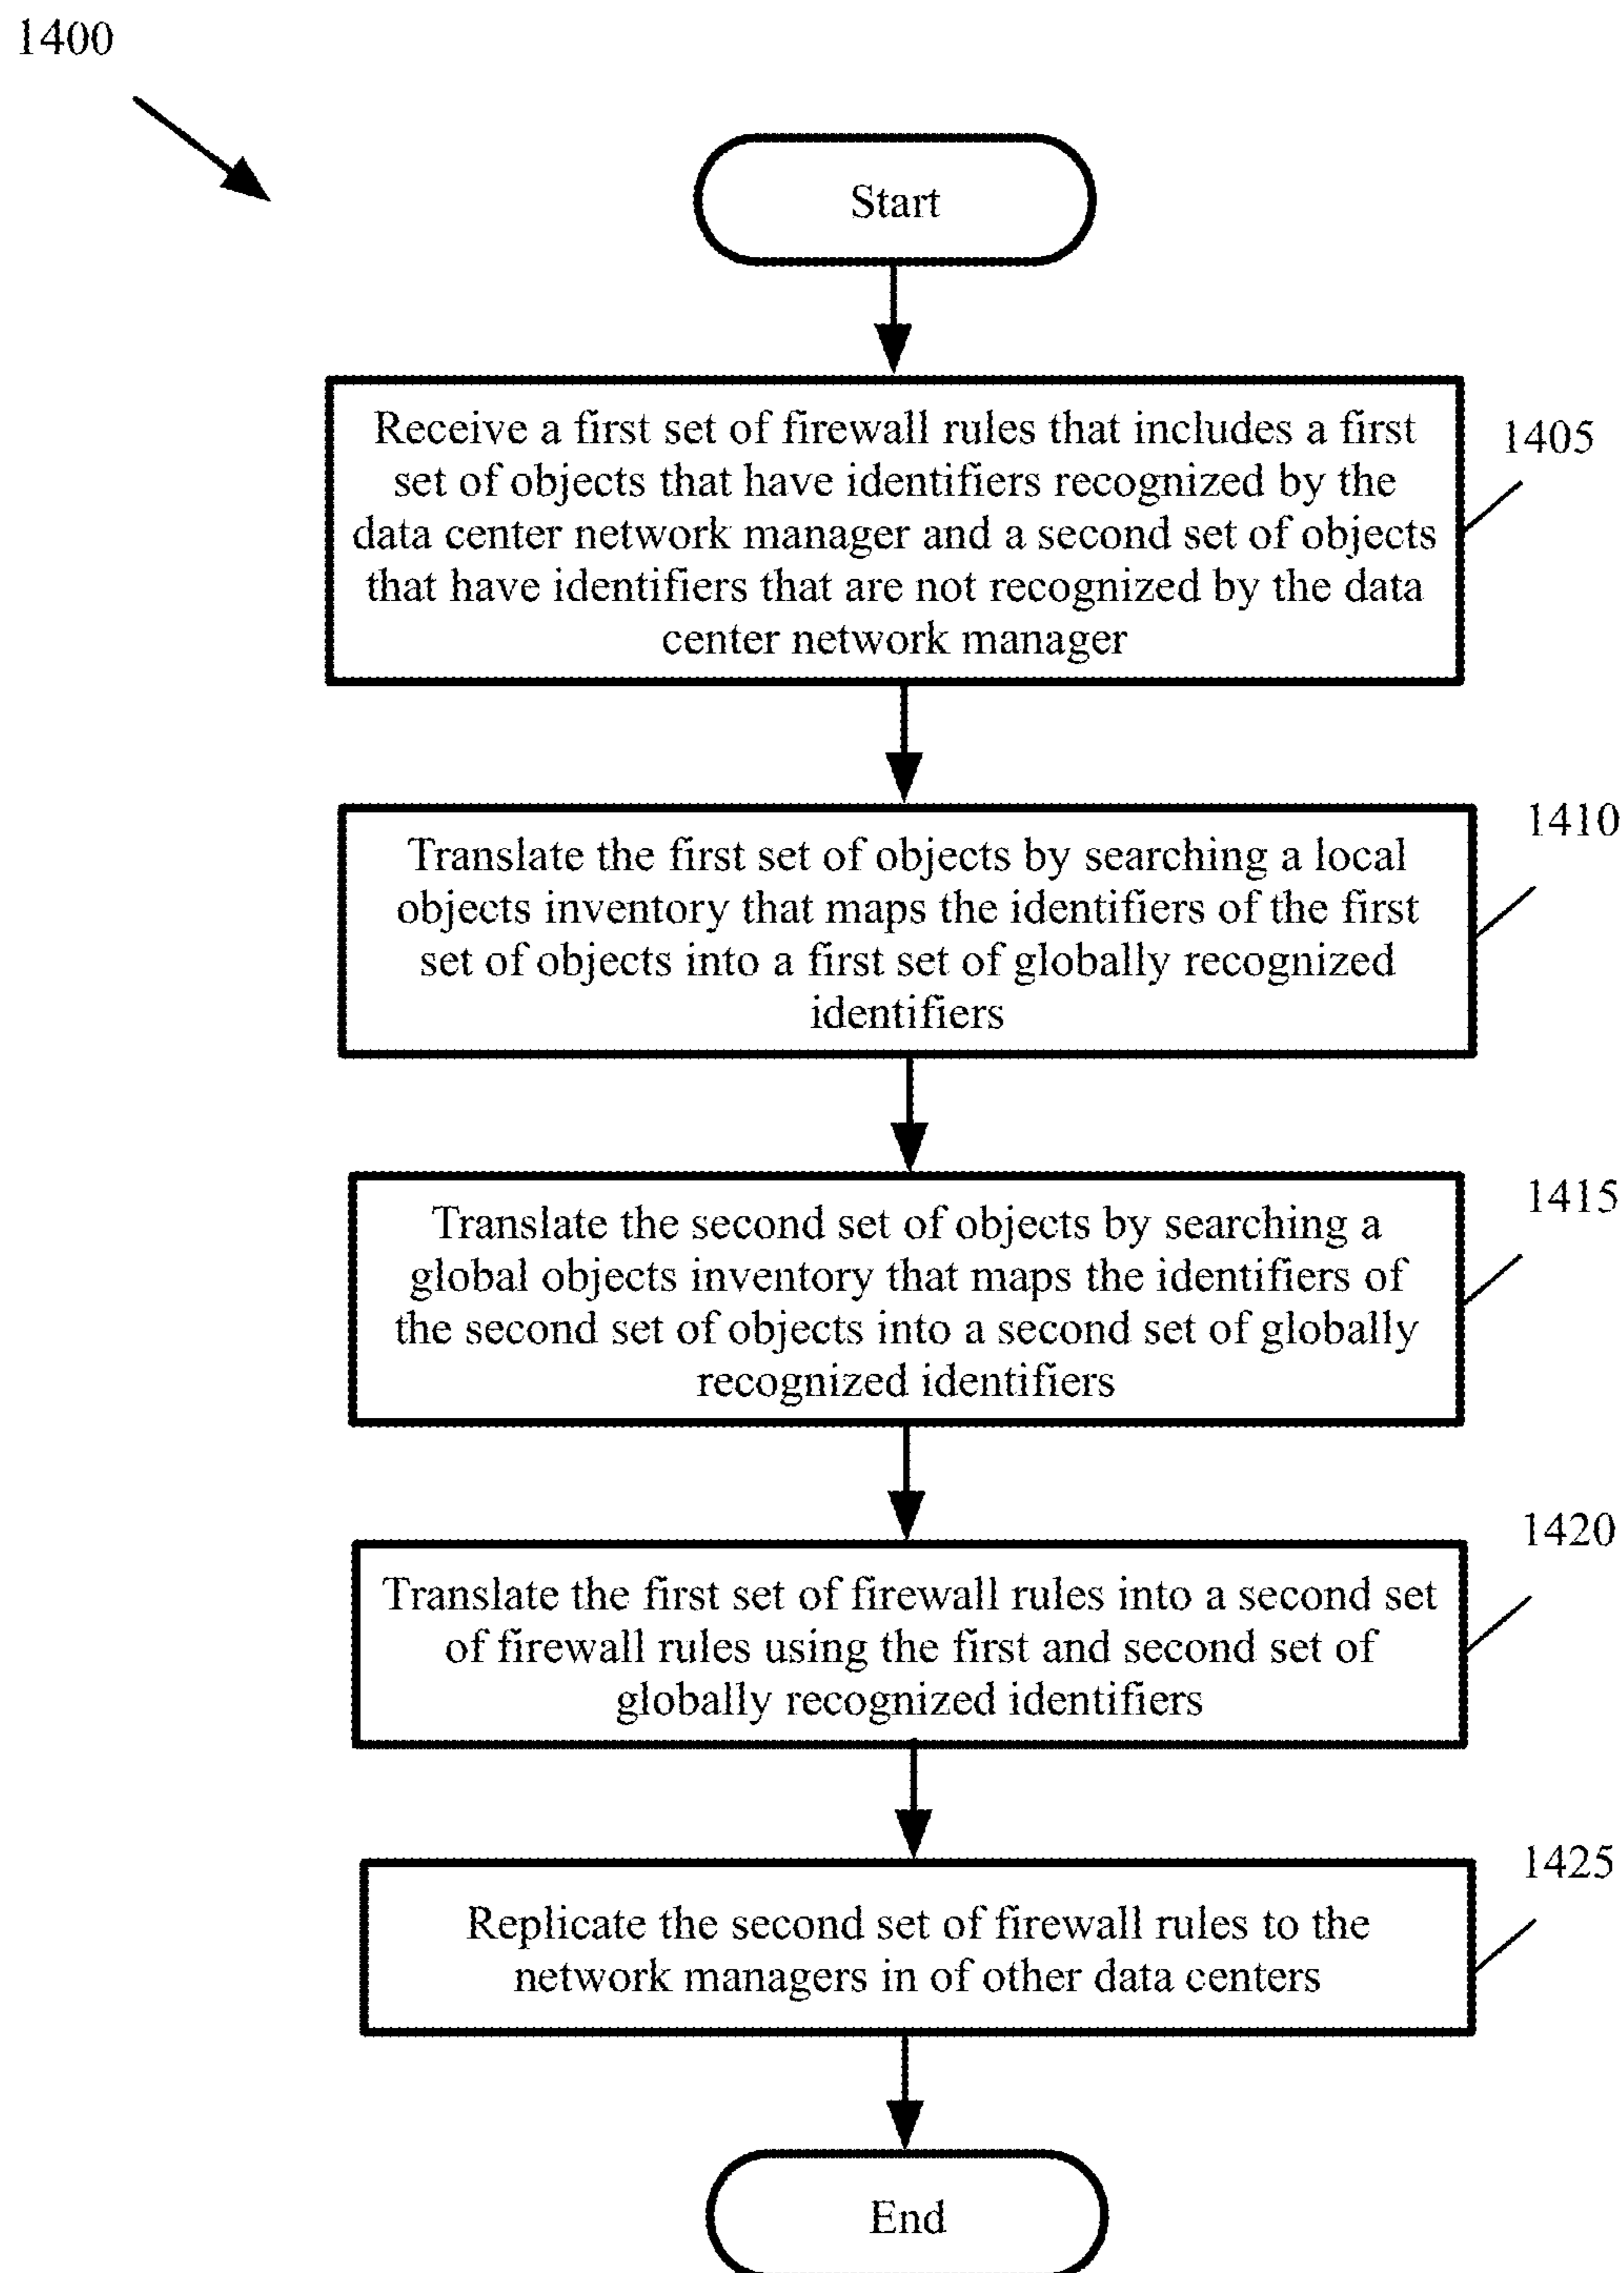 1400
Start
Receive a first set of firewall rules that includes a first
set of objects that have identifiers recognized by the
data center network manager and a second set of objects
that have identifiers that are not recognized by the data
center network manager
1405
Translate the first set of objects by searching a local
objects inventory that maps the identifiers of the first
set of objects into a first set of globally recognized
identifiers
1410
Translate the second set of objects by searching a
global objects inventory that maps the identifiers of
the second set of objects into a second set of globally
recognized identifiers
1415
Translate the first set of firewall rules into a second set
of firewall rules using the first and second set of
globally recognized identifiers
1420
Replicate the second set of firewall rules to the
network managers in of other data centers
1425
End